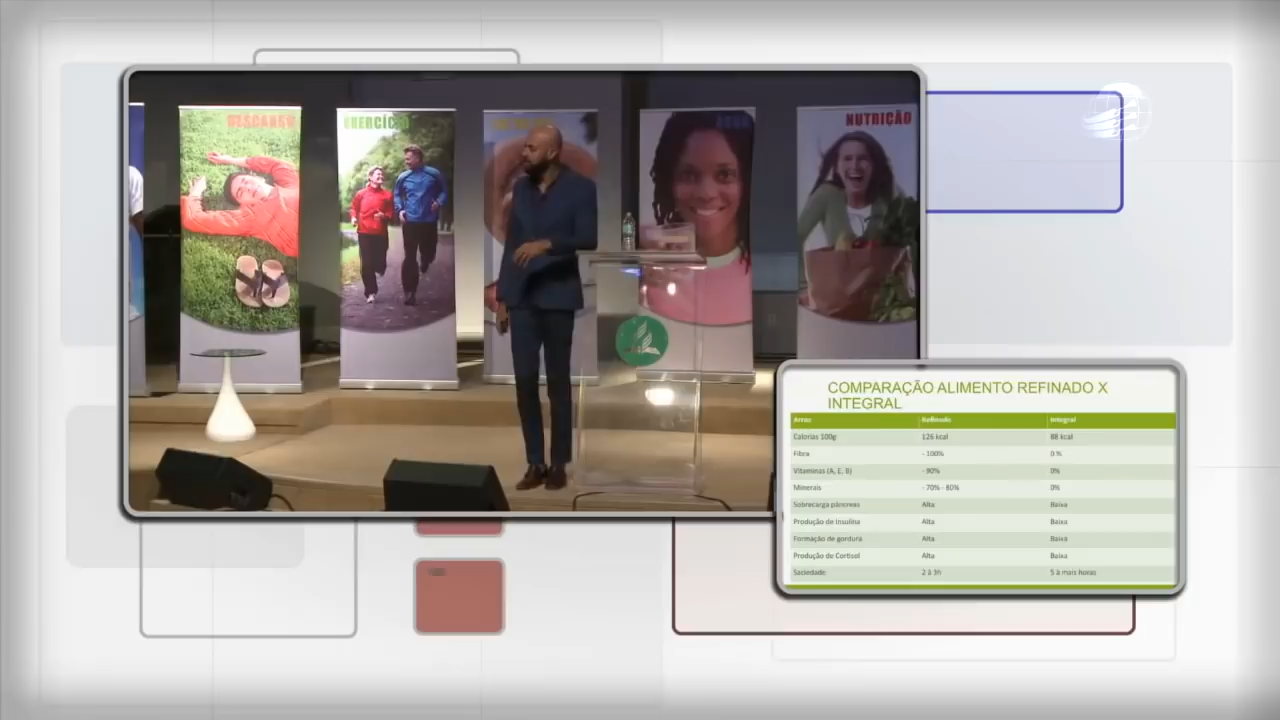 DESCANSO
EXERCÍCIO
NUTRIÇÃO
COMPARAÇÃO ALIMENTO REFINADO X
INTEGRAL
Arroz Refinado Integral
Calorias 100g 126 kcal 88 kcal
Fibra - 100% 0 %
Vitaminas (A, E, B) - 90% 0%
Minerais - 70% - 80% 0%
Sobrecarga pâncreas Alta Baixa
Produção de Insulina Alta Baixa
Formação de gordura Alta Baixa
Produção de Cortisol Alta Baixa
Saciedade 2 à 3h 5 à mais horas